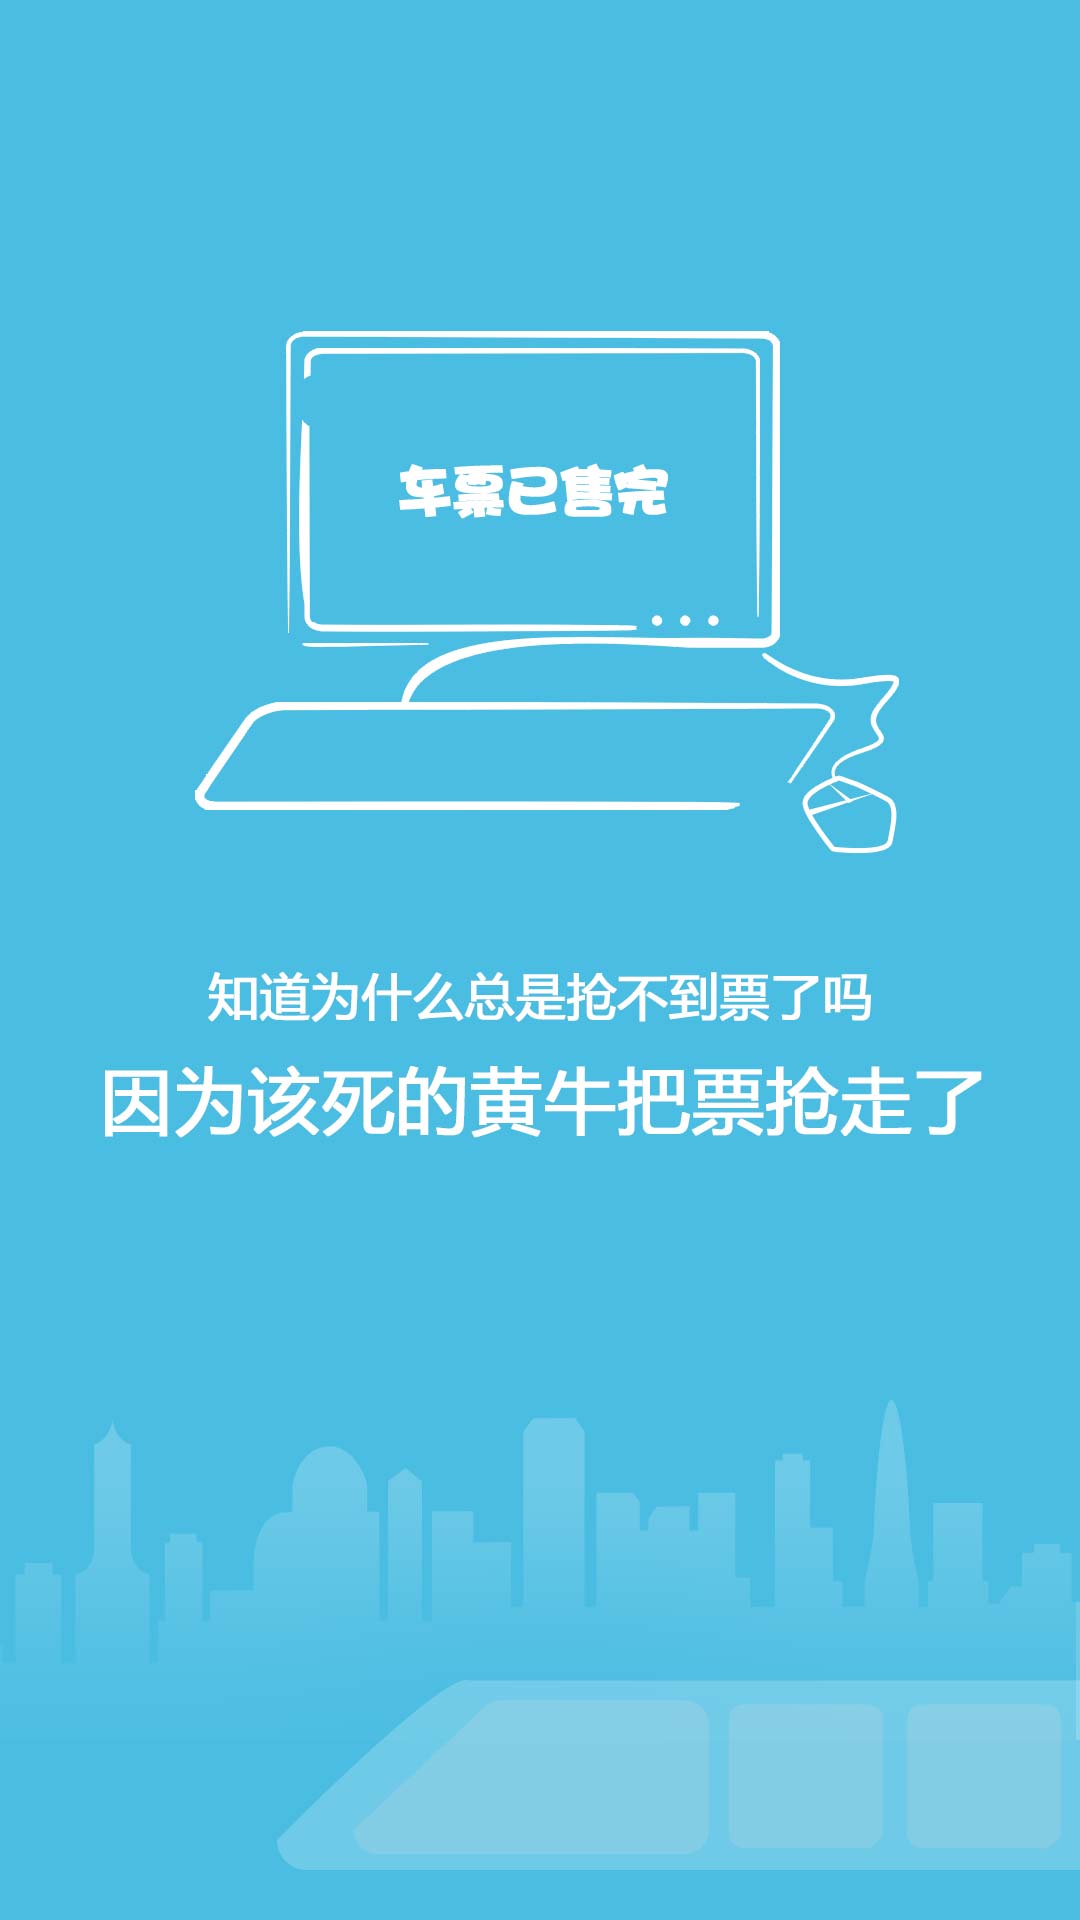 车票已售完
知道为什么总是抢不到票了吗
因为该死的黄牛把票抢走了